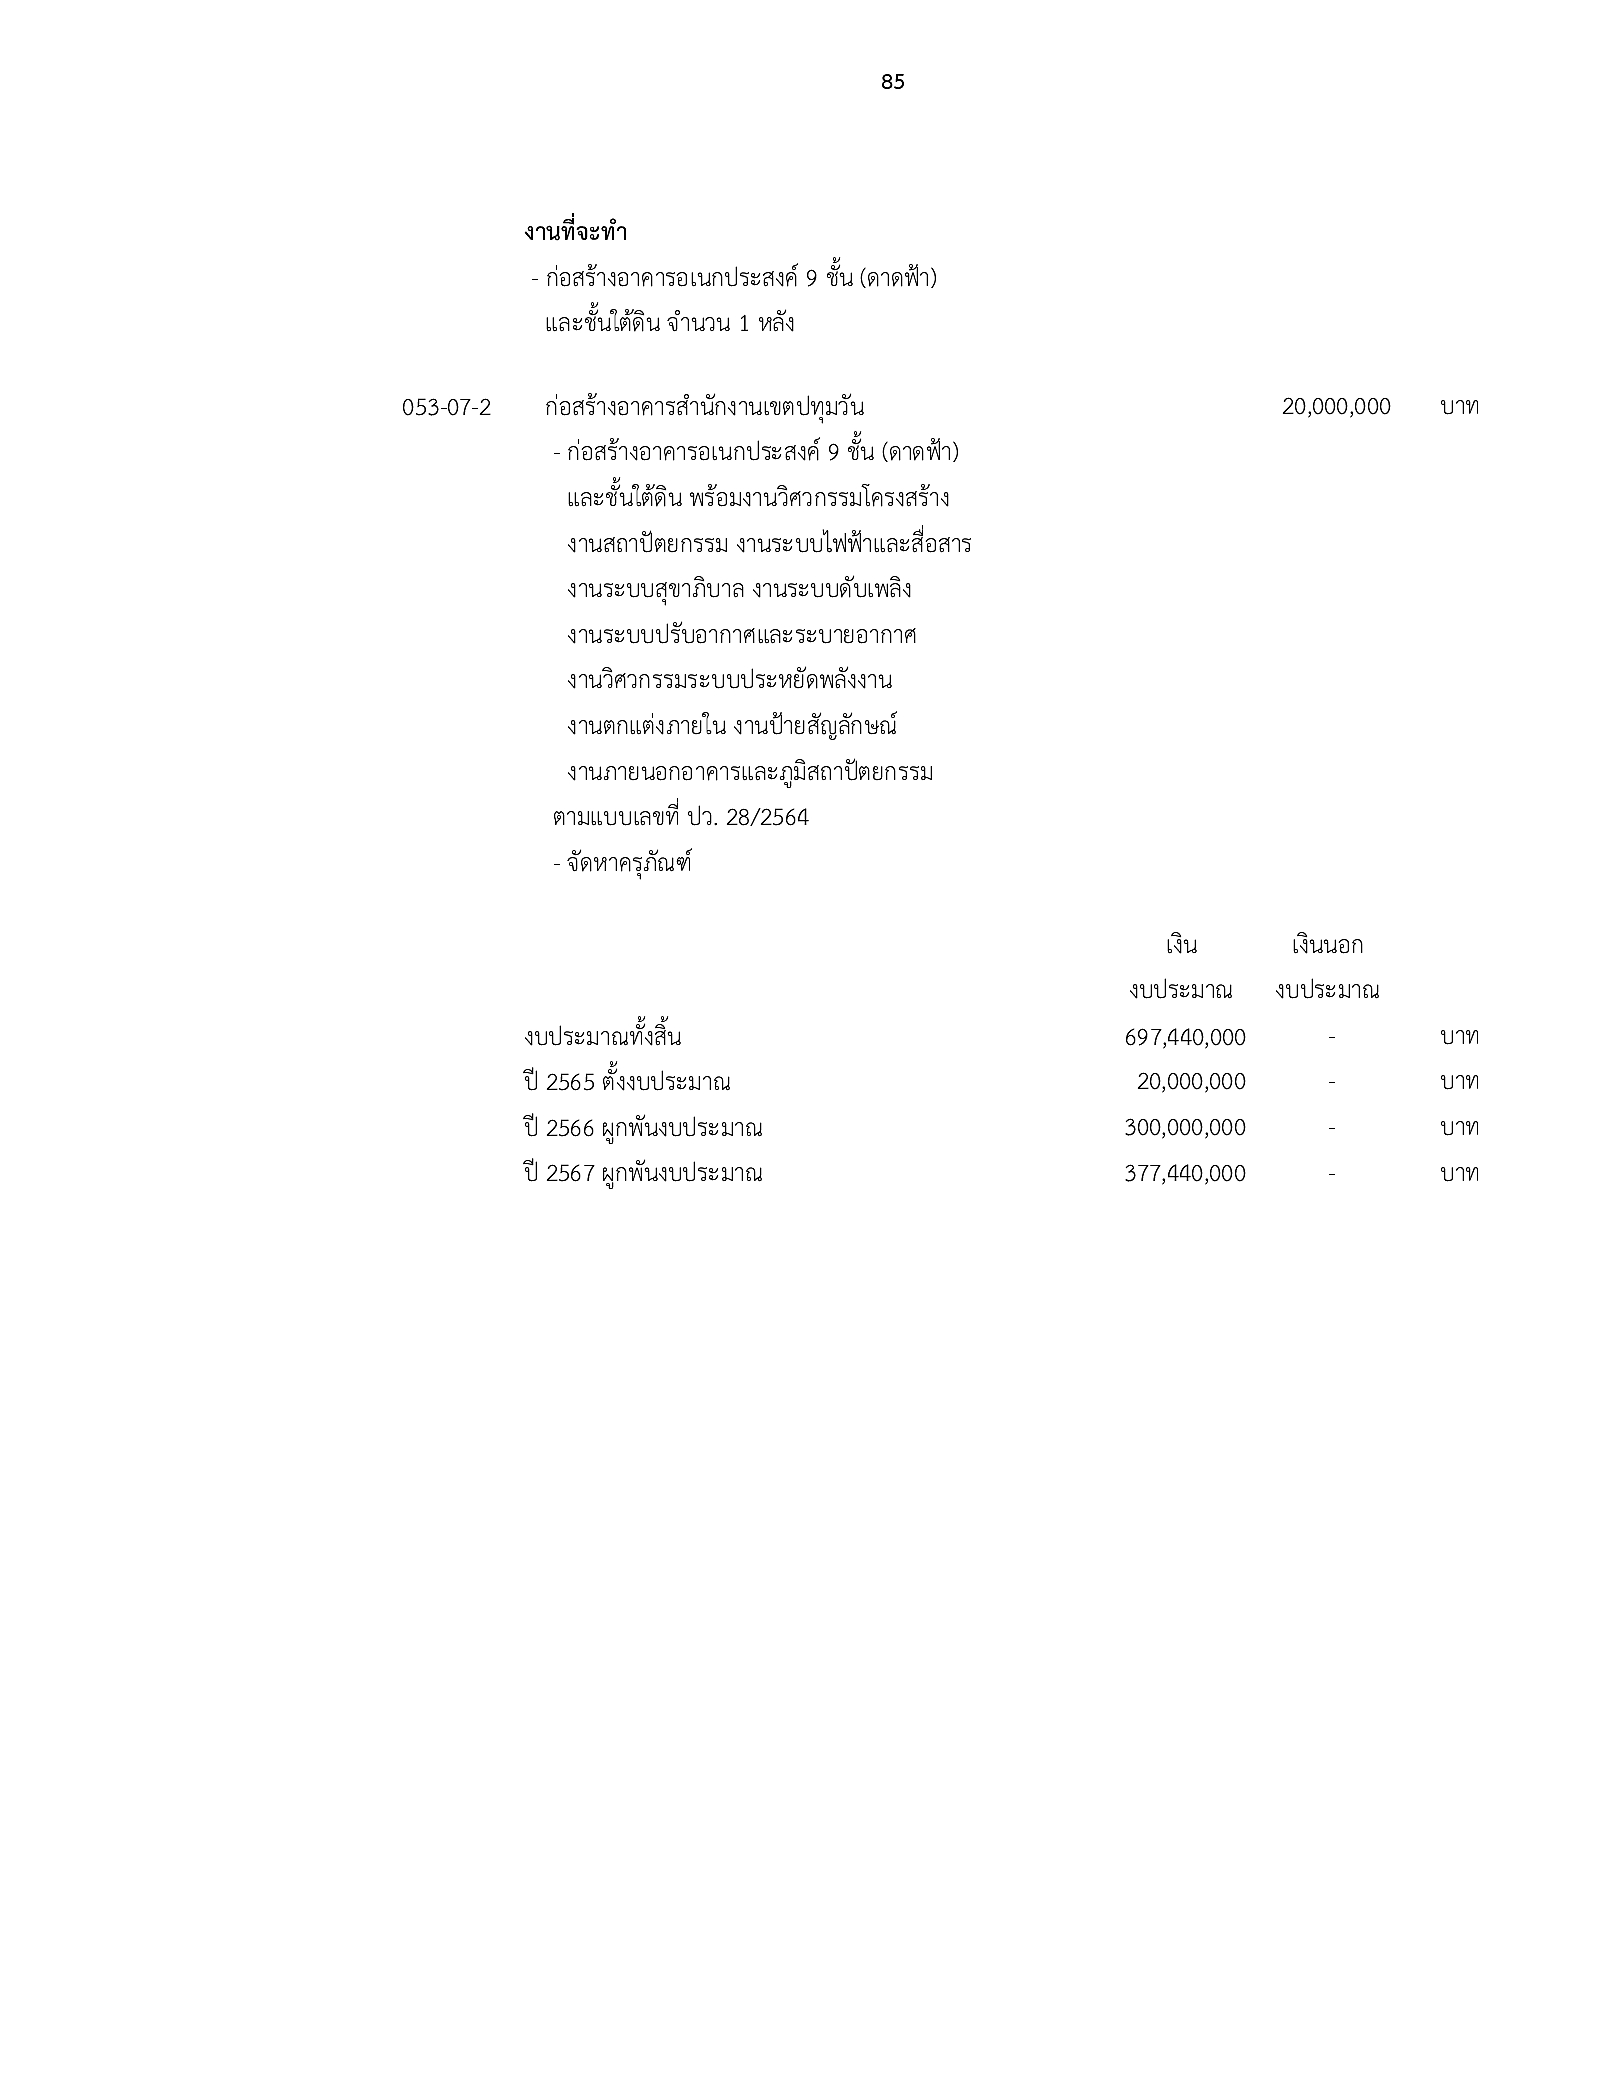 85
งานที่จะทำ
- ก่อสร้างอาคารอเนกประสงค์ 9 ชั้น (ดาดฟ้า)
และชั้นใต้ดิน จำนวน 1 หลัง
053-07-2 ก่อสร้างอาคารสำนักงานเขตปทุมวัน 20,000,000 บาท
- ก่อสร้างอาคารอเนกประสงค์ 9 ชั้น (ดาดฟ้า)
และชั้นใต้ดิน พร้อมงานวิศวกรรมโครงสร้าง
งานสถาปัตยกรรม งานระบบไฟฟ้าและสื่อสาร
งานระบบสุขาภิบาล งานระบบดับเพลิง
งานระบบปรับอากาศและระบายอากาศ
งานวิศวกรรมระบบประหยัดพลังงาน
งานตกแต่งภายใน งานป้ายสัญลักษณ์
งานภายนอกอาคารและภูมิสถาปัตยกรรม
ตามแบบเลขที่ ปว. 28/2564
- จัดหาครุภัณฑ์
เงิน เงินนอก
งบประมาณ งบประมาณ
งบประมาณทั้งสิ้น 697,440,000 - บาท
ปี 2565 ตั้งงบประมาณ 20,000,000 - บาท
ปี 2566 ผูกพันงบประมาณ 300,000,000 - บาท
ปี 2567 ผูกพันงบประมาณ 377,440,000 - บาท